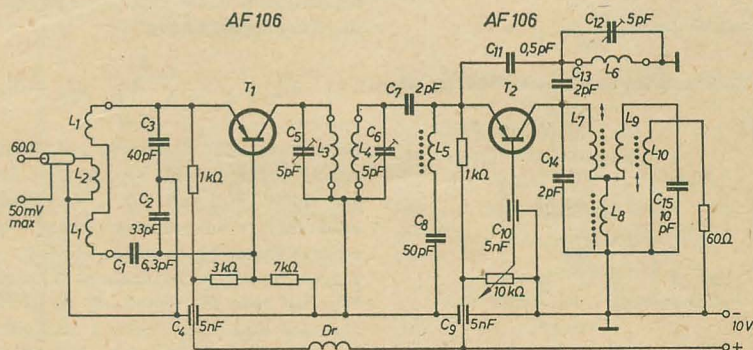 AF 106
AF 106
C12 5pF
C11 0,5pF
L6
T1
C7 2pF
T2
C13 2pF
L1
C3 40pF
C5 5pF
L3
L4
C6 5pF
L5
L7
L9
L10
60Ω
L2
1kΩ
1kΩ
C14 2pF
50mV max
C2 33pF
L1
C8 50pF
C10 5nF
L8
C15 10 pF
60Ω
C1 6,3pF
3kΩ
7kΩ
10kΩ
C4 5nF
C9 5nF
Dr
−
10V
+